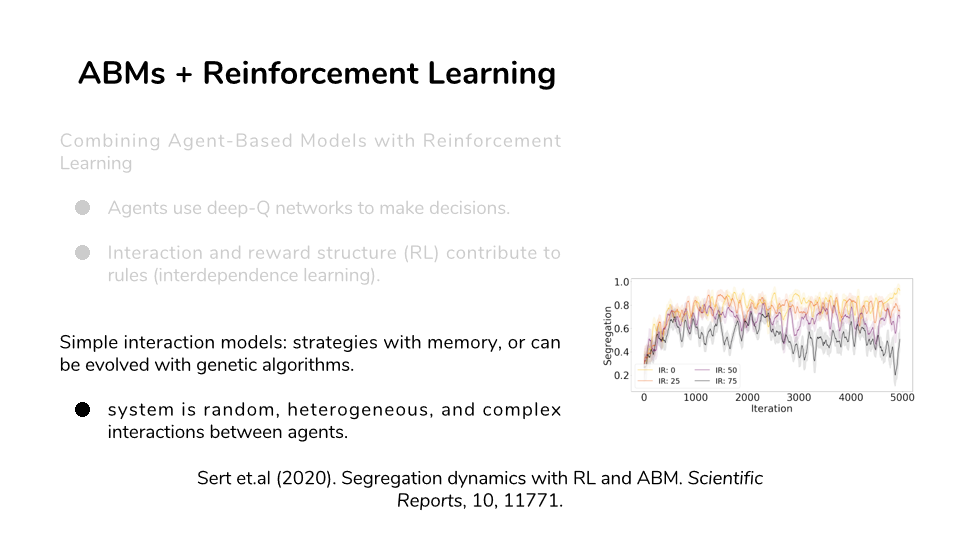 ABMs + Reinforcement Learning
Combining Agent-Based Models with Reinforcement
Learning
● Agents use deep-Q networks to make decisions.
● Interaction and reward structure (RL) contribute to
rules (interdependence learning).
Simple interaction models: strategies with memory, or can
be evolved with genetic algorithms.
● system is random, heterogeneous, and complex
interactions between agents.
Segregation
1.0
0.8
0.6
0.4
0.2
IR: 0 IR: 50
IR: 25 IR: 75
0 1000 2000 3000 4000 5000
Iteration
Sert et.al (2020). Segregation dynamics with RL and ABM. Scientific
Reports, 10, 11771.